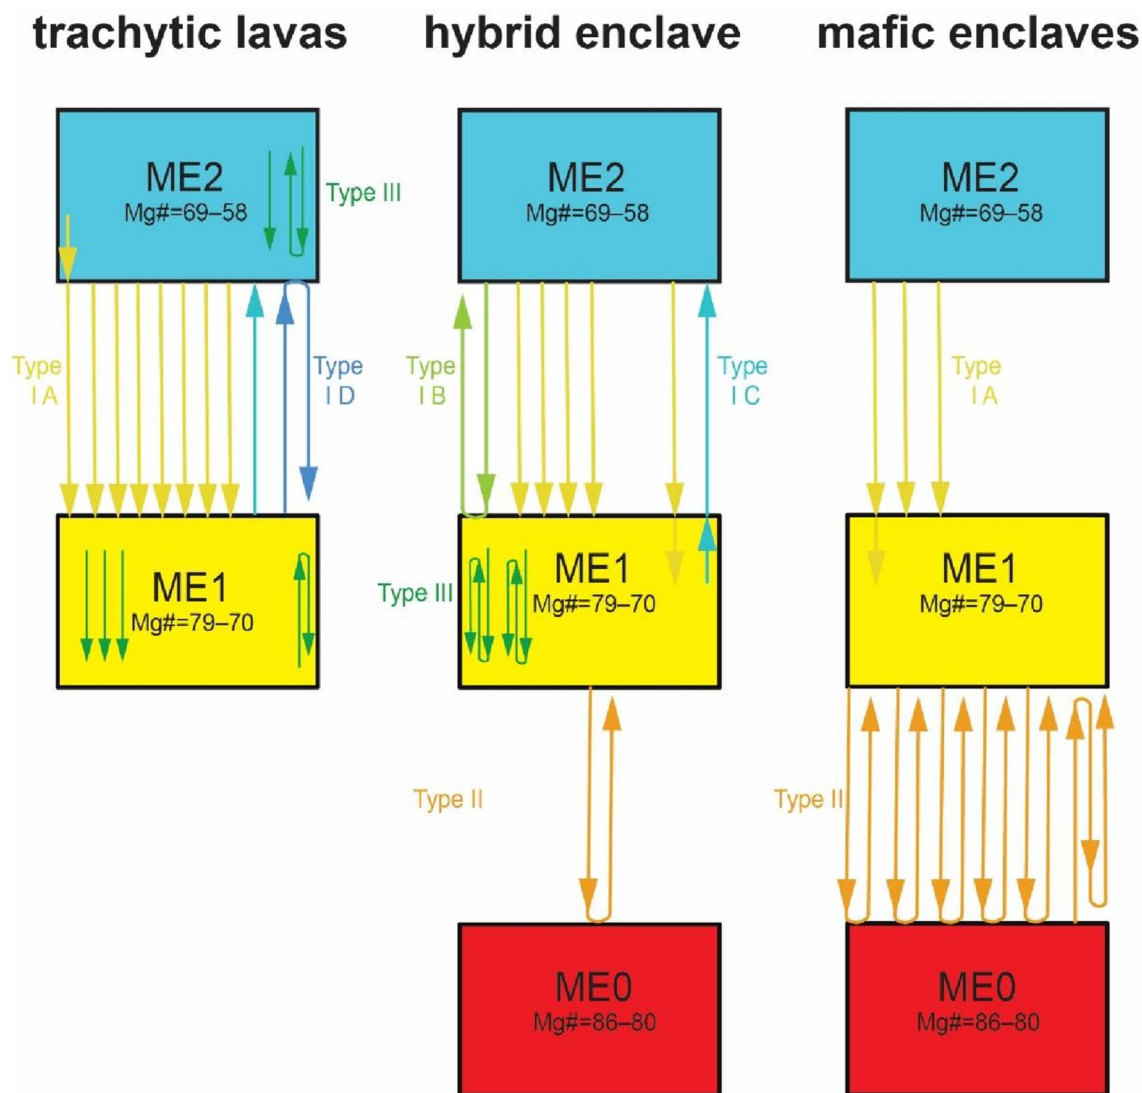 trachytic lavas
hybrid enclave
mafic enclaves
ME2
Mg#=69–58
Type III
ME2
Mg#=69–58
ME2
Mg#=69–58
Type
I A
Type
I D
Type
I B
Type
I C
Type
I A
ME1
Mg#=79–70
Type III
ME1
Mg#=79–70
ME1
Mg#=79–70
Type II
Type II
ME0
Mg#=86–80
ME0
Mg#=86–80